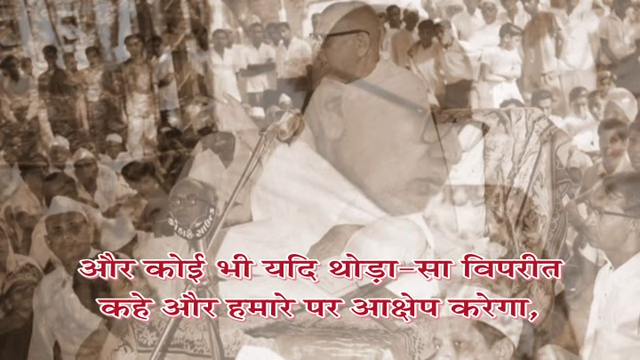 और कोई भी यदि थोड़ा-सा विपरीत
कहे और हमारे पर आक्षेप करेगा,